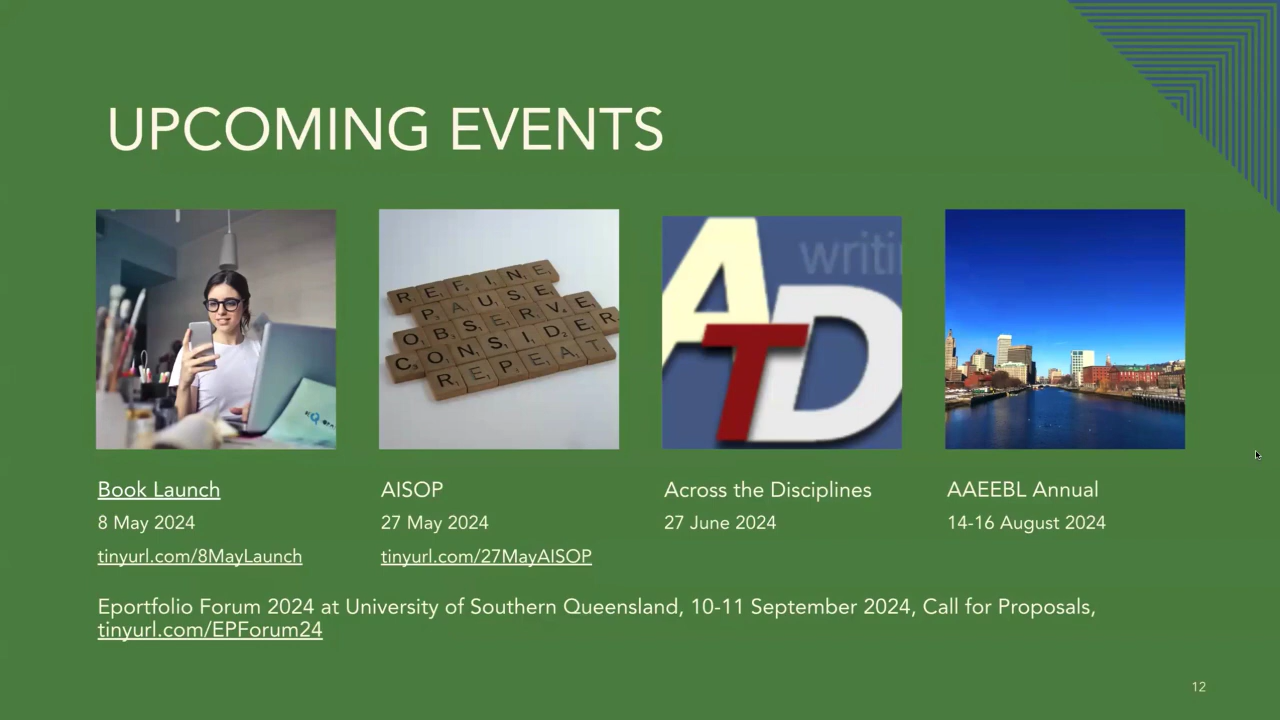 UPCOMING EVENTS
REFINE
PAUSE
OBSERVE
CONSIDER
REPEAT
writi
ATD
Book Launch
8 May 2024
tinyurl.com/8MayLaunch
AISOP
27 May 2024
tinyurl.com/27MayAISOP
Across the Disciplines
27 June 2024
AAEEBL Annual
14-16 August 2024
Eportfolio Forum 2024 at University of Southern Queensland, 10-11 September 2024, Call for Proposals,
tinyurl.com/EPForum24
12